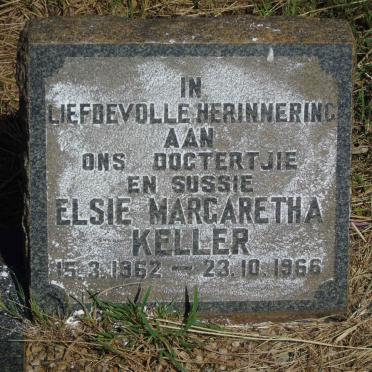 IN
LIEFDEVOLLE HERINNERING
AAN
ONS DOGTERTJIE
EN SUSSIE
ELSIE MARGARETHA
KELLER
15.3.1962 — 23.10.1966